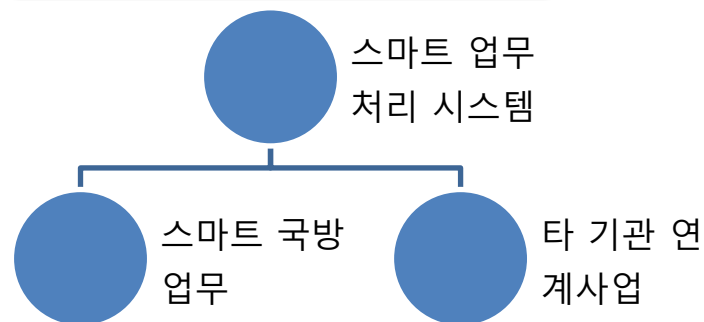 스마트 업무
처리 시스템
스마트 국방
업무
타 기관 연
계사업